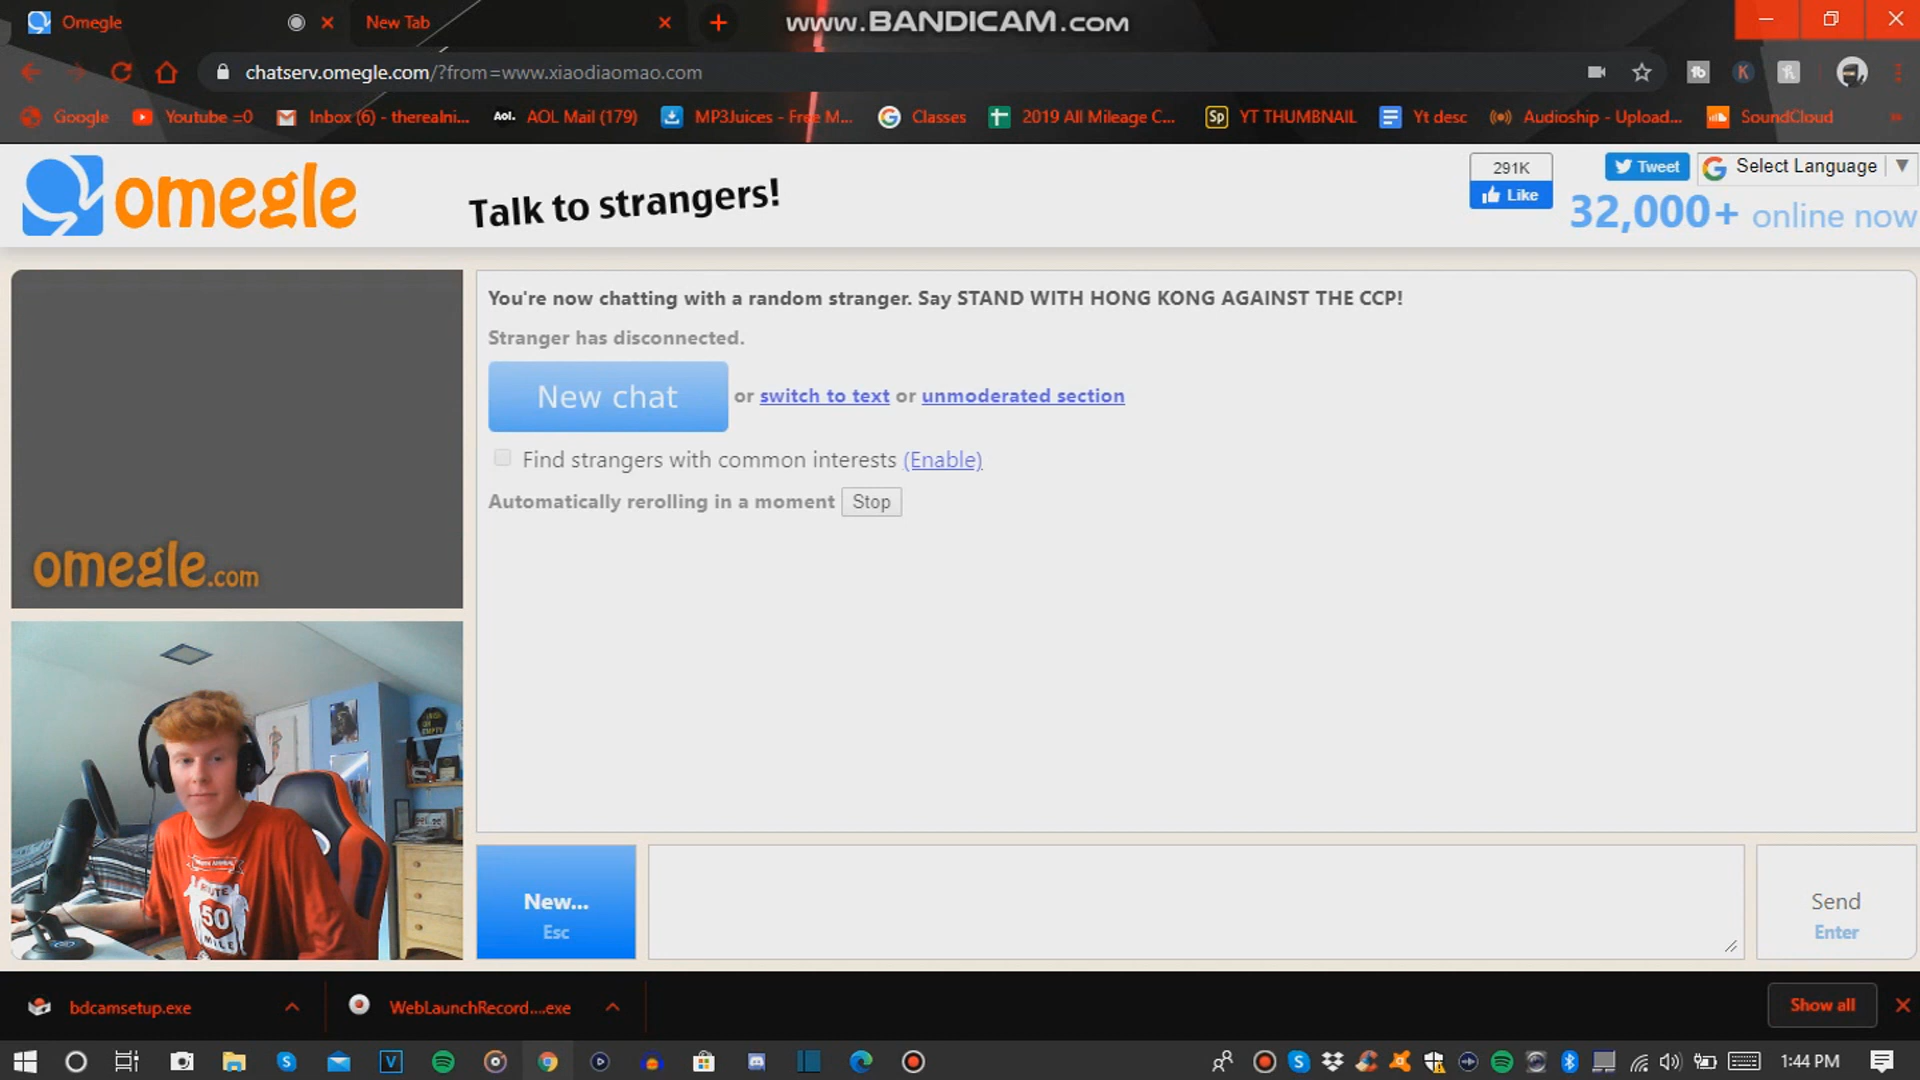 Omegle
New Tab
www.BANDICAM.com
chatserv.omegle.com/?from=www.xiaodiaomao.com
Google
Youtube =0
Inbox (6) - therealni...
Aol.
AOL Mail (179)
MP3Juices - Free M...
Classes
2019 All Mileage C...
Sp
YT THUMBNAIL
Yt desc
Audioship - Upload...
SoundCloud
omegle
Talk to strangers!
291K
Like
Tweet
Select Language
32,000+ online now
You're now chatting with a random stranger. Say STAND WITH HONG KONG AGAINST THE CCP!
Stranger has disconnected.
New chat or switch to text or unmoderated section
Find strangers with common interests (Enable)
Automatically rerolling in a moment Stop
omegle.com
ROUTE
50
MILE
New...
Esc
Send
Enter
bdcamsetup.exe
WebLaunchRecord....exe
Show all
1:44 PM